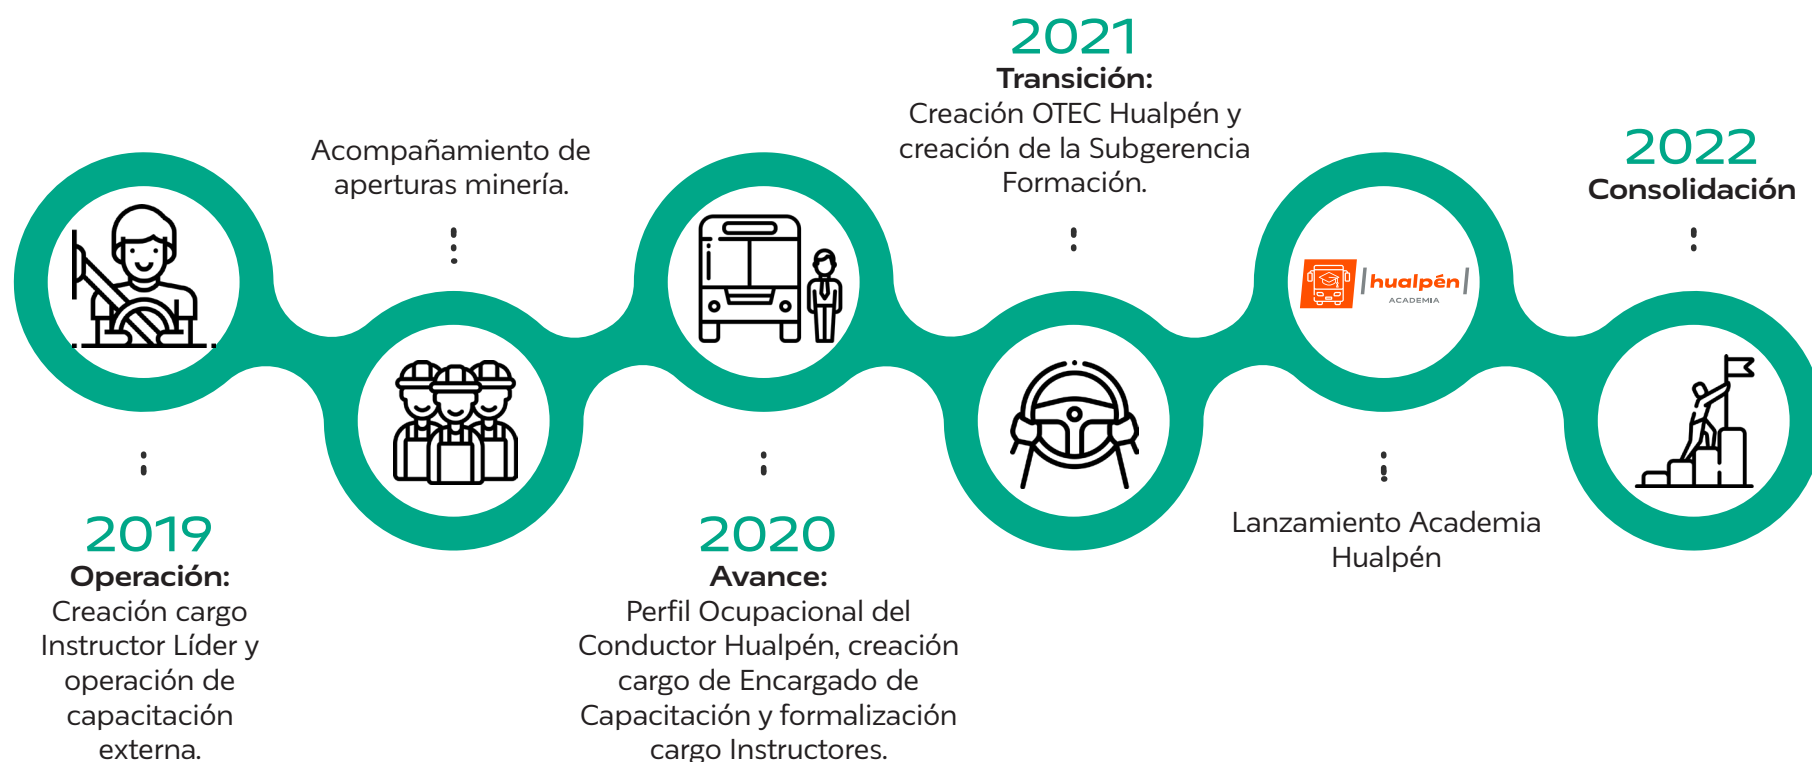 2019
Operación:
Creación cargo
Instructor Líder y
operación de
capacitación
externa.
Acompañamiento de
aperturas minería.
2020
Avance:
Perfil Ocupacional del
Conductor Hualpén, creación
cargo de Encargado de
Capacitación y formalización
cargo Instructores.
2021
Transición:
Creación OTEC Hualpén y
creación de la Subgerencia
Formación.
hualpén
ACADEMIA
Lanzamiento Academia
Hualpén
2022
Consolidación